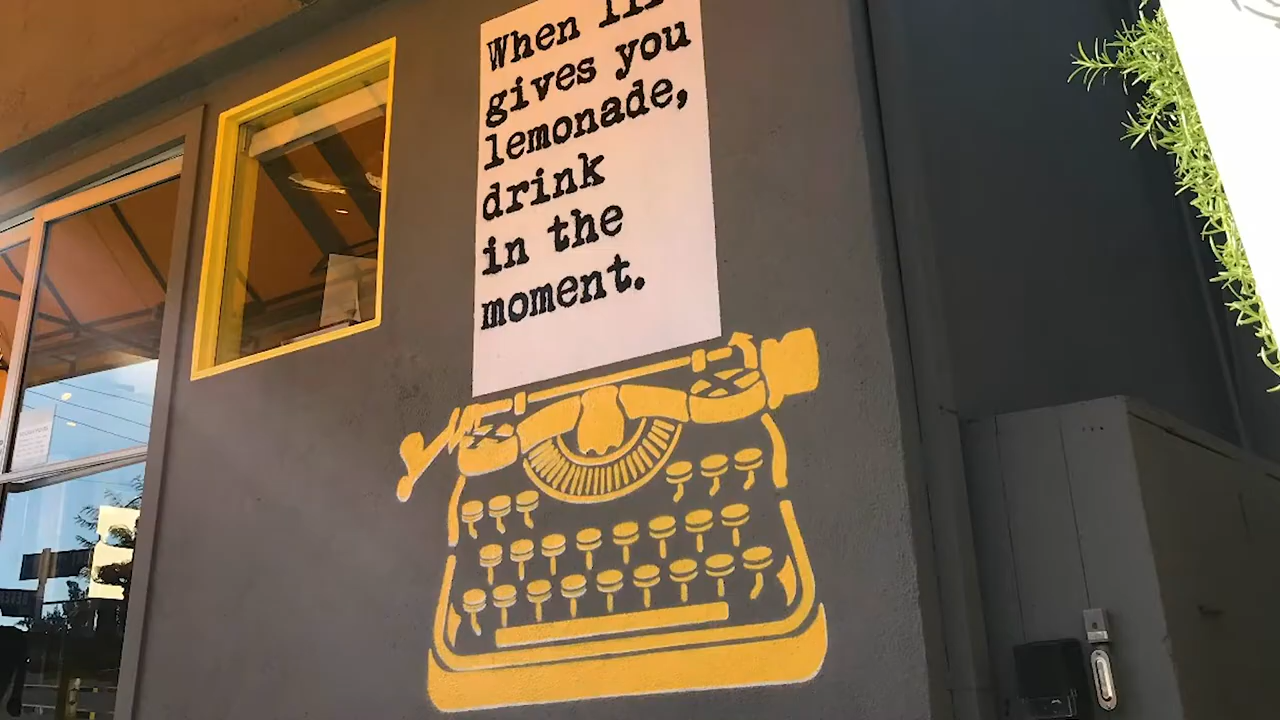 When
gives you
lemonade,
drink
in the
moment.